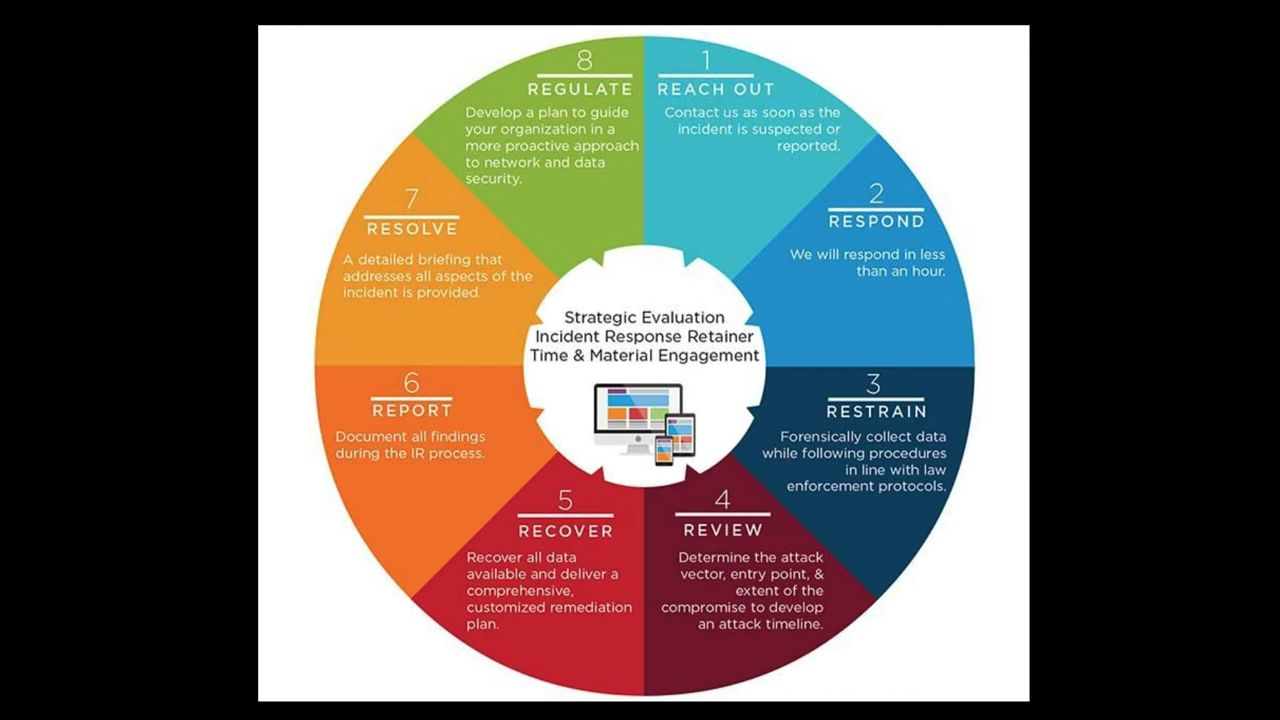 Strategic Evaluation
Incident Response Retainer
Time & Material Engagement
1
REACH OUT
Contact us as soon as the
incident is suspected or
reported.
2
RESPOND
We will respond in less
than an hour.
3
RESTRAIN
Forensically collect data
while following procedures
in line with law
enforcement protocols.
4
REVIEW
Determine the attack
vector, entry point, &
extent of the
compromise to develop
an attack timeline.
5
RECOVER
Recover all data
available and deliver a
comprehensive,
customized remediation
plan.
6
REPORT
Document all findings
during the IR process.
7
RESOLVE
A detailed briefing that
addresses all aspects of the
incident is provided.
8
REGULATE
Develop a plan to guide
your organization in a
more proactive approach
to network and data
security.